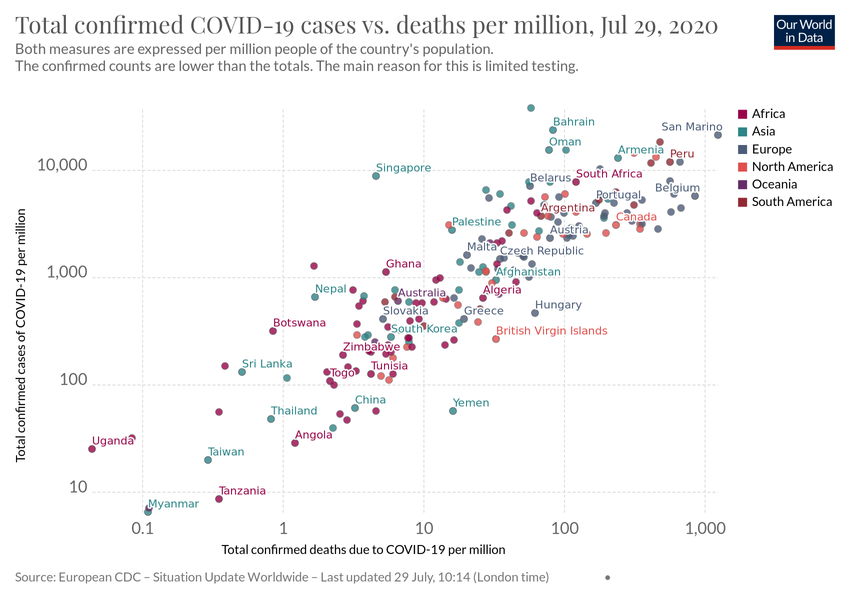 Total confirmed COVID-19 cases vs. deaths per million, Jul 29, 2020
Both measures are expressed per million people of the country's population.
The confirmed counts are lower than the totals. The main reason for this is limited testing.
Our World
in Data
Total confirmed cases of COVID-19 per million
10,000
1,000
100
10
Bahrain
San Marino
Oman
Armenia
Peru
Singapore
Belarus
South Africa
Portugal
Belgium
Argentina
Canada
Palestine
Austria
Malta
Czech Republic
Ghana
Afghanistan
Nepal
Australia
Algeria
Slovakia
Greece
Hungary
Botswana
South Korea
British Virgin Islands
Zimbabwe
Sri Lanka
Togo
Tunisia
China
Yemen
Thailand
Uganda
Angola
Taiwan
Tanzania
Myanmar
0.1
1
10
100
1,000
Total confirmed deaths due to COVID-19 per million
Africa
Asia
Europe
North America
Oceania
South America
Source: European CDC – Situation Update Worldwide – Last updated 29 July, 10:14 (London time)